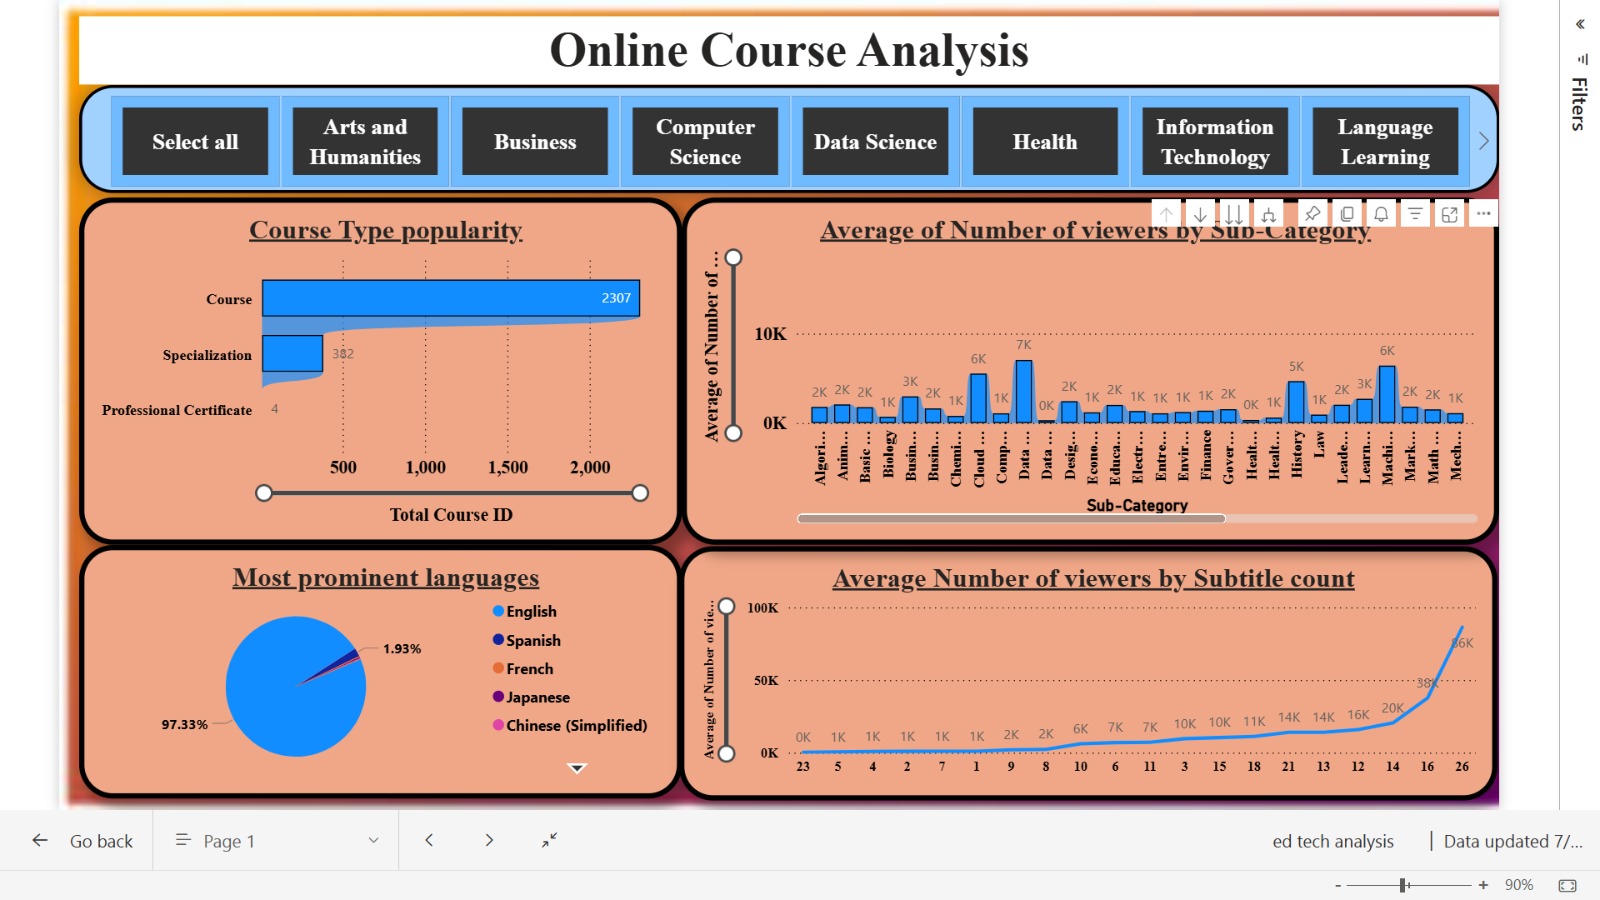 Online Course Analysis
Filters
Select all
Arts and
Humanities
Business
Computer
Science
Data Science
Health
Information
Technology
Language
Learning
Course Type popularity
Course
2307
Specialization
382
Professional Certificate
4
500 1,000 1,500 2,000
Total Course ID
Average of Number of viewers by Sub-Category
Average of Number of ...
10K
0K
2K 2K 2K 1K 3K 2K 1K 6K 1K 7K 0K 2K 1K 2K 1K 1K 1K 1K 2K 0K 1K 5K 1K 2K 3K 6K 2K 2K 1K
Algori... Anim... Basic ... Biology Busin... Busin... Chemi... Cloud ... Comp... Data ... Data ... Desig... Econo... Educa... Electr... Entre... Envir... Finance Gover... Healt... Healt... History Law Leade... Learn... Machi... Mark... Math ... Mech...
Sub-Category
Most prominent languages
1.93%
97.33%
English
Spanish
French
Japanese
Chinese (Simplified)
Average Number of viewers by Subtitle count
Average of Number of vie...
100K
50K
0K
0K 1K 1K 1K 1K 1K 2K 2K 6K 7K 7K 10K 10K 11K 14K 14K 16K 20K 38K 86K
23 5 4 2 7 1 9 8 10 6 11 3 15 18 21 13 12 14 16 26
Go back
Page 1
ed tech analysis | Data updated 7/...
- + 90%